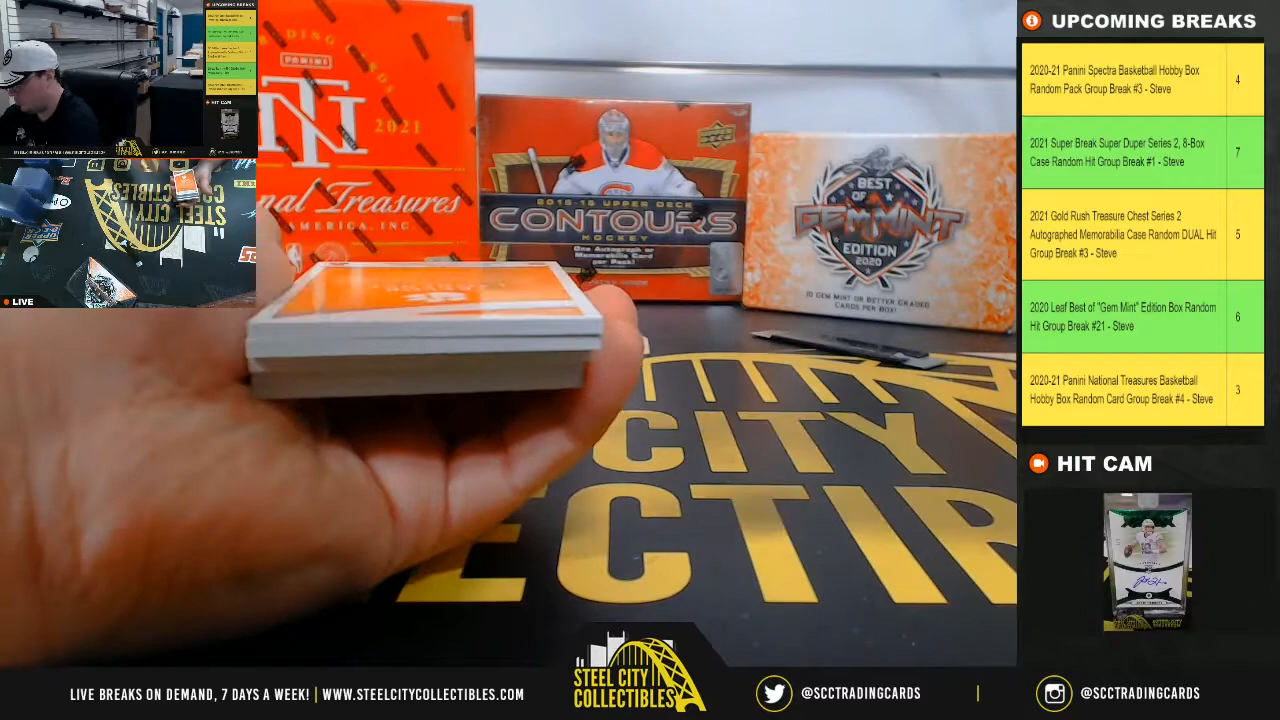 UPCOMING BREAKS
2020-21 Panini Spectra Basketball Hobby Box
Random Pack Group Break #3 - Steve
4
2021 Super Break Super Duper Series 2, 8-Box
Case Random Hit Group Break #1 - Steve
7
2021 Gold Rush Treasure Chest Series 2
Autographed Memorabilia Case Random DUAL Hit
Group Break #3 - Steve
5
2020 Leaf Best of "Gem Mint" Edition Box Random
Hit Group Break #21 - Steve
6
2020-21 Panini National Treasures Basketball
Hobby Box Random Card Group Break #4 - Steve
3
HIT CAM
LIVE
PANINI
2021
nal Treasures
AMERICA, INC.
UPPER DECK
2015-16 UPPER DECK
CONTOURS
HOCKEY
One Autograph or
Memorabilia Card
per Pack!
BEST
OF
GEM MINT
EDITION
2020
10 GEM MINT OR BETTER GRADED
CARDS PER BOX!
CITY
ECTIB
LIVE BREAKS ON DEMAND, 7 DAYS A WEEK! | WWW.STEELCITYCOLLECTIBLES.COM
STEEL CITY
COLLECTIBLES
@SCCTRADINGCARDS
@SCCTRADINGCARDS